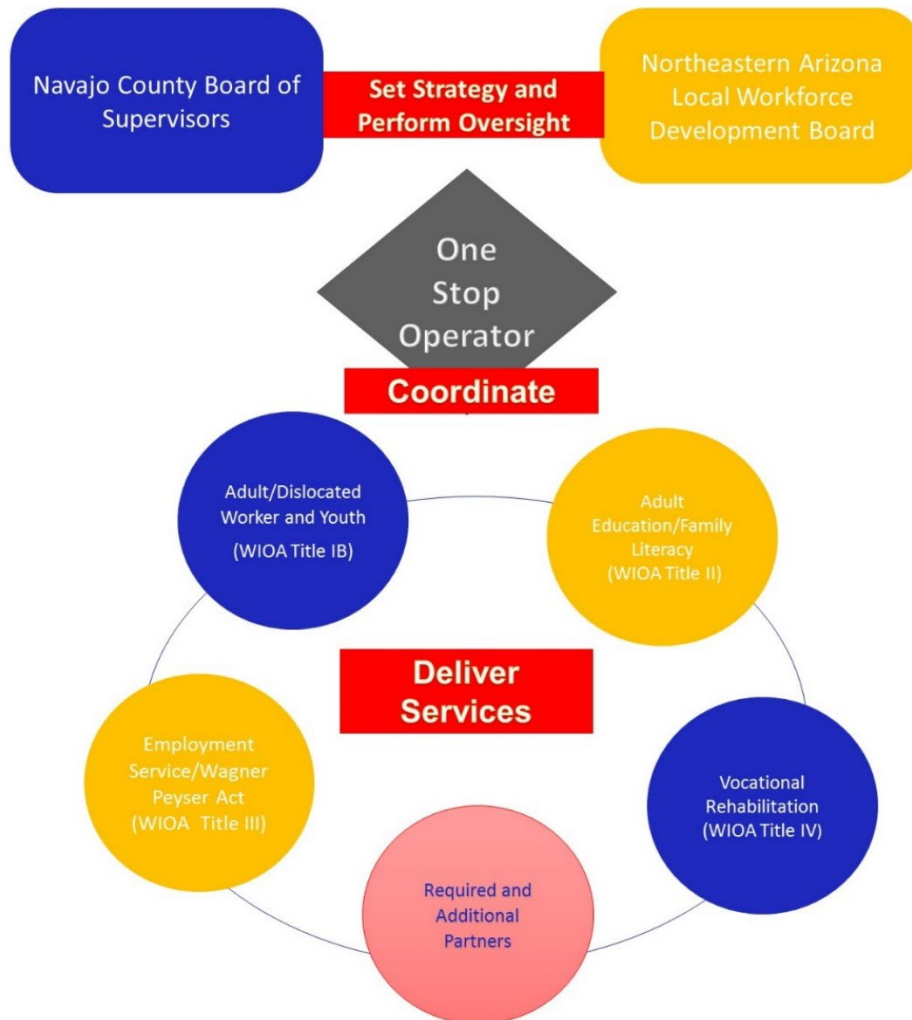 Navajo County Board of
Supervisors
Set Strategy and
Perform Oversight
Northeastern Arizona
Local Workforce
Development Board
One
Stop
Operator
Coordinate
Adult/Dislocated
Worker and Youth
(WIOA Title IB)
Adult
Education/Family
Literacy
(WIOA Title II)
Deliver
Services
Employment
Service/Wagner
Peyser Act
(WIOA Title III)
Vocational
Rehabilitation
(WIOA Title IV)
Required and
Additional
Partners